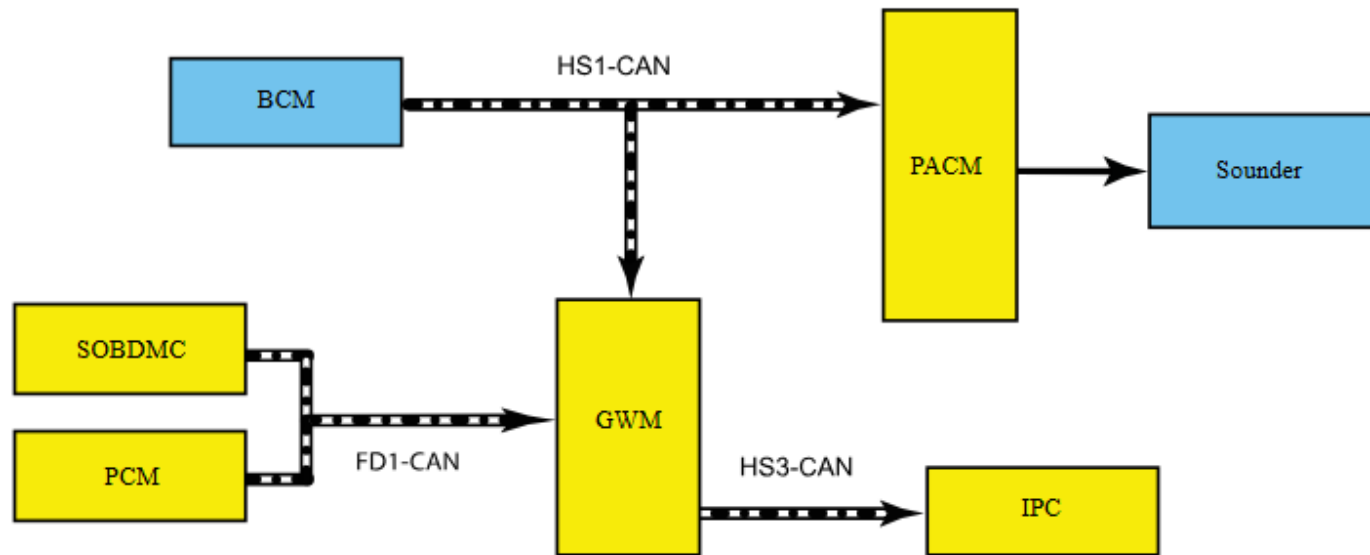 HS1-CAN
BCM
PACM
Sounder
SOBDMC
GWM
PCM
FD1-CAN
HS3-CAN
IPC